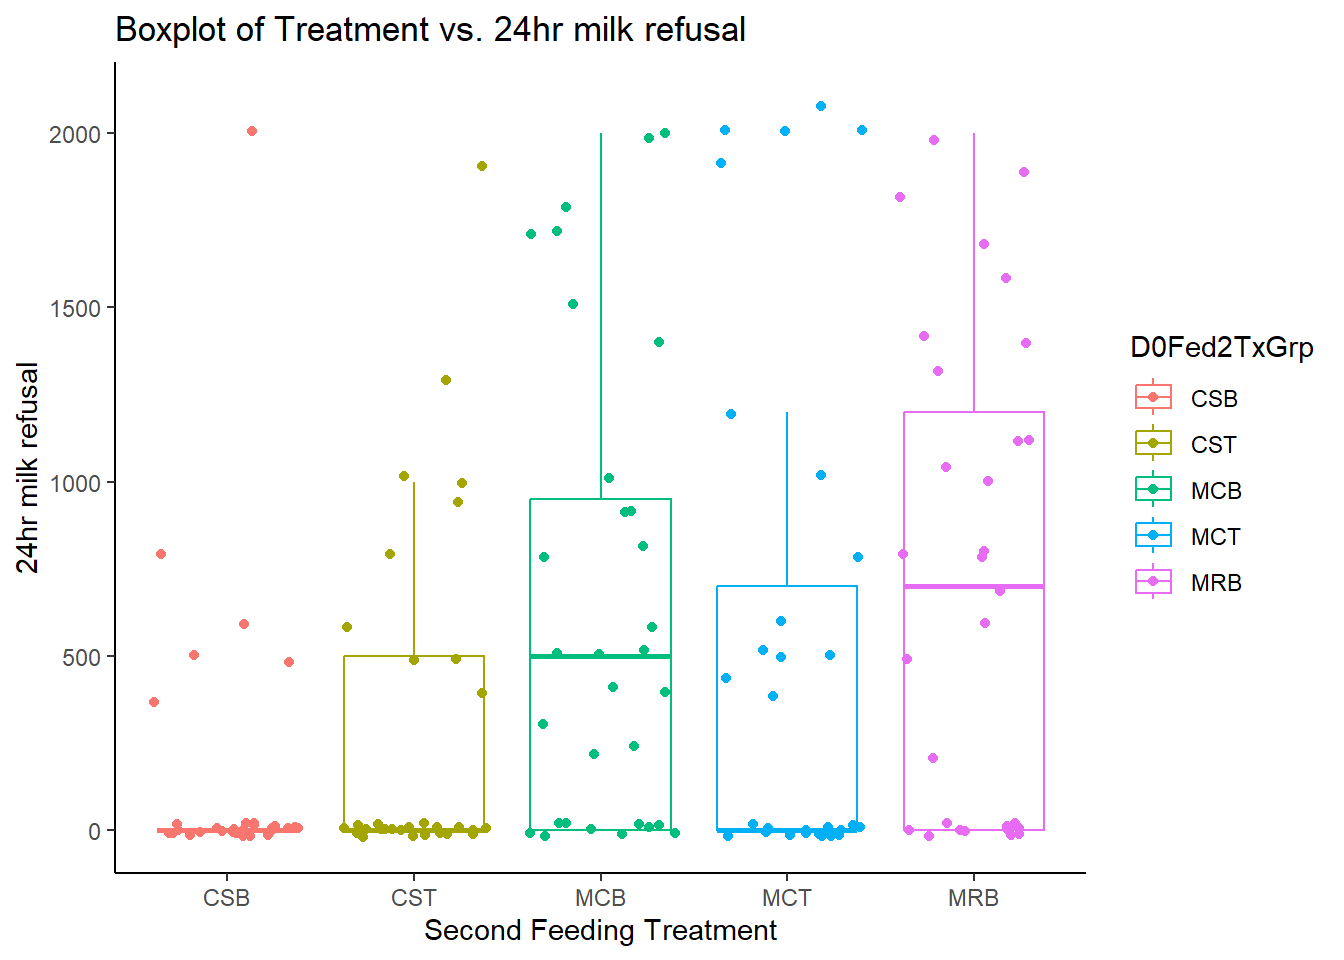 Boxplot of Treatment vs. 24hr milk refusal
24hr milk refusal
2000
1500
1000
500
0
CSB CST MCB MCT MRB
Second Feeding Treatment
D0Fed2TxGrp
CSB
CST
MCB
MCT
MRB